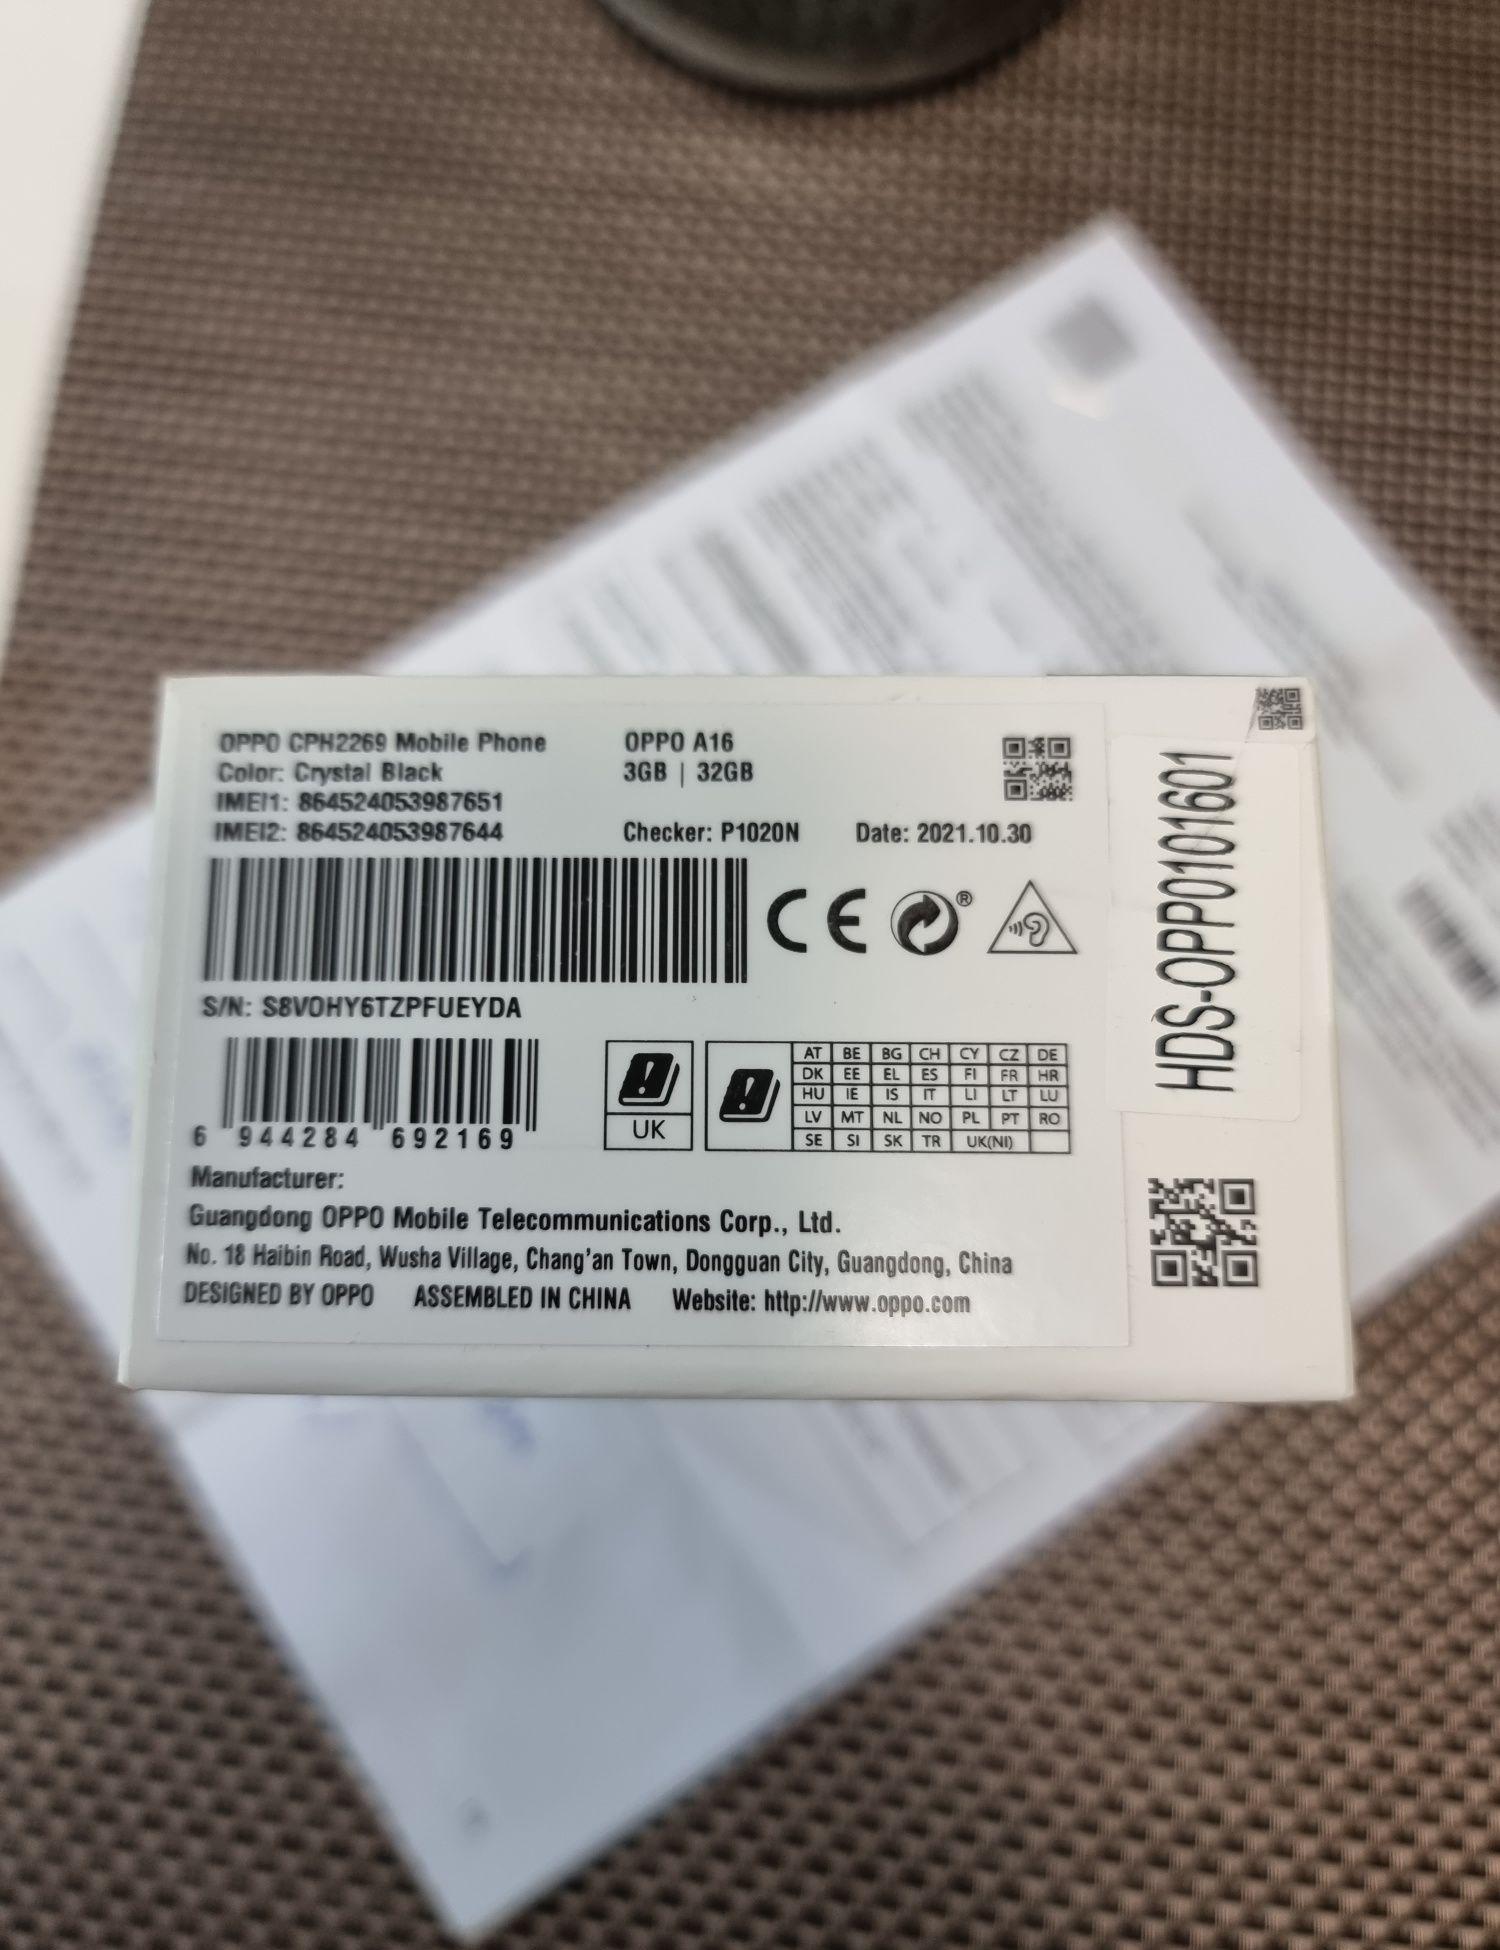 OPPO CPH2269 Mobile Phone
OPPO A16
Color: Crystal Black
3GB | 32GB
IMEI1: 864524053987651
IMEI2: 864524053987644
Checker: P1020N
Date: 2021.10.30
CE
®
S/N: S8VOHY6TZPFUEYDA
6 944284 692169
UK
AT BE BG CH CY CZ DE
DK EE EL ES FI FR HR
HU IE IS IT LI LT LU
LV MT NL NO PL PT RO
SE SI SK TR UK(NI)
Manufacturer:
Guangdong OPPO Mobile Telecommunications Corp., Ltd.
No. 18 Haibin Road, Wusha Village, Chang'an Town, Dongguan City, Guangdong, China
DESIGNED BY OPPO ASSEMBLED IN CHINA Website: http://www.oppo.com
HDS-OPP0101601